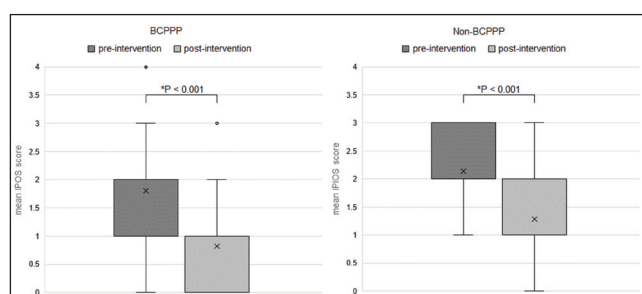 BCPPP
pre-intervention post-intervention
4
3.5
3
2.5
2
1.5
1
0.5
0
mean IPOS score
*P < 0.001
Non-BCPPP
pre-intervention post-intervention
4
3.5
3
2.5
2
1.5
1
0.5
0
mean IPIOS score
*P < 0.001